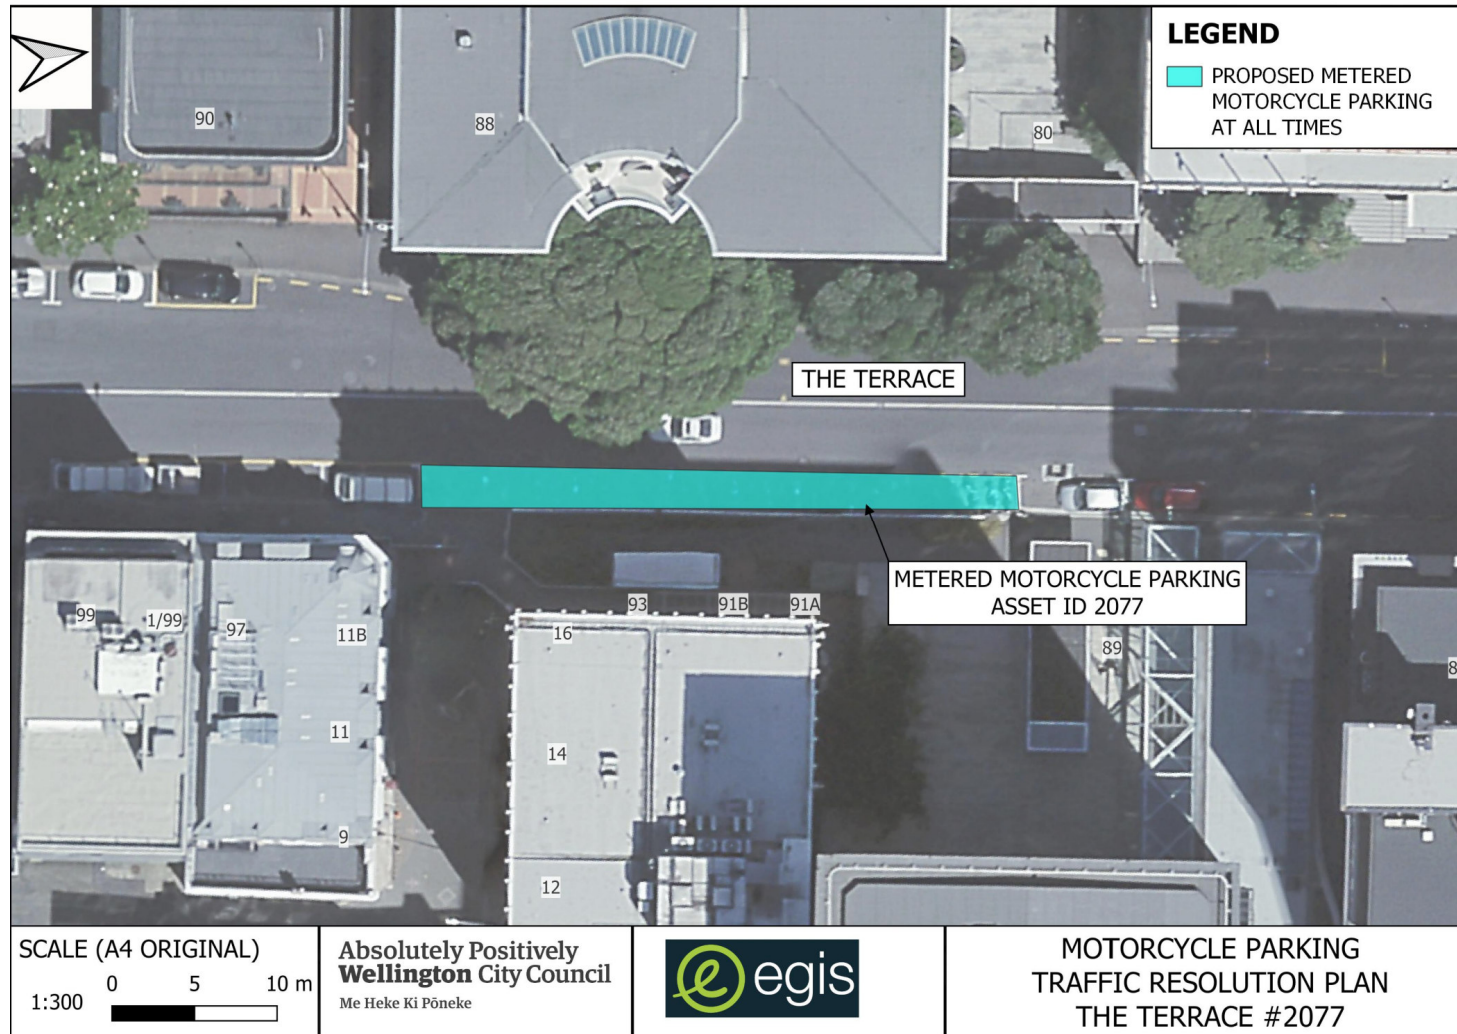 LEGEND
PROPOSED METERED
MOTORCYCLE PARKING
AT ALL TIMES
90
88
80
THE TERRACE
METERED MOTORCYCLE PARKING
ASSET ID 2077
99
1/99
97
11B
93
91B
91A
16
89
8
11
14
9
12
SCALE (A4 ORIGINAL)
0 5 10 m
1:300
Absolutely Positively
Wellington City Council
Me Heke Ki Pōneke
e egis
MOTORCYCLE PARKING
TRAFFIC RESOLUTION PLAN
THE TERRACE #2077